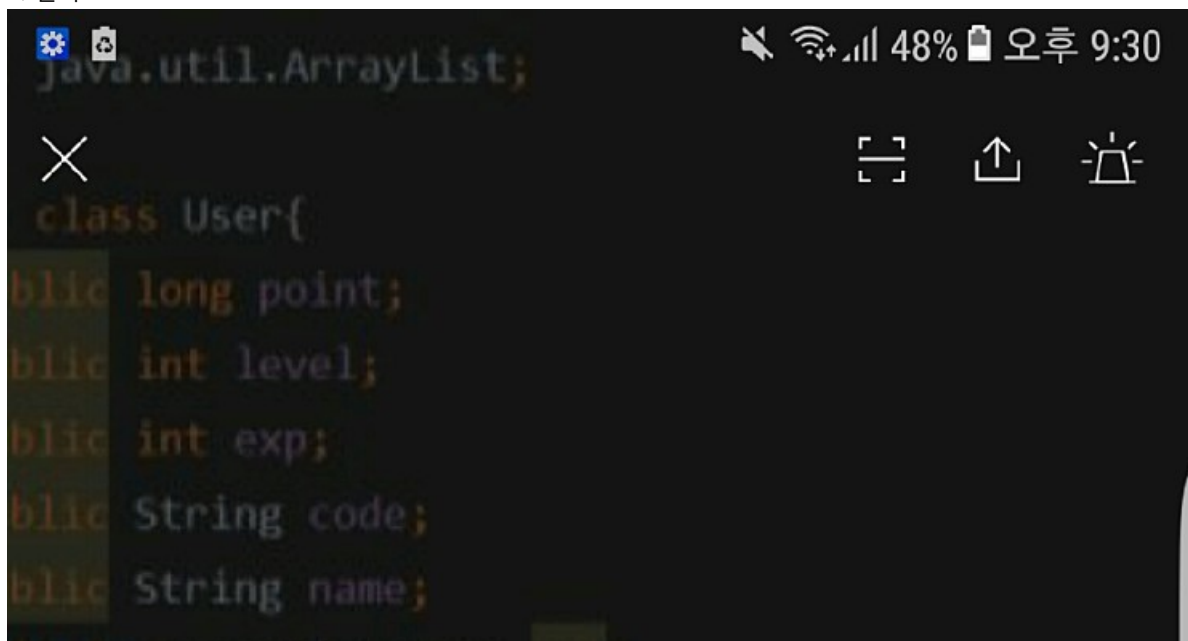 48% 오후 9:30
java.util.ArrayList;
class User{
blic long point;
blic int level;
blic int exp;
blic String code;
blic String name;